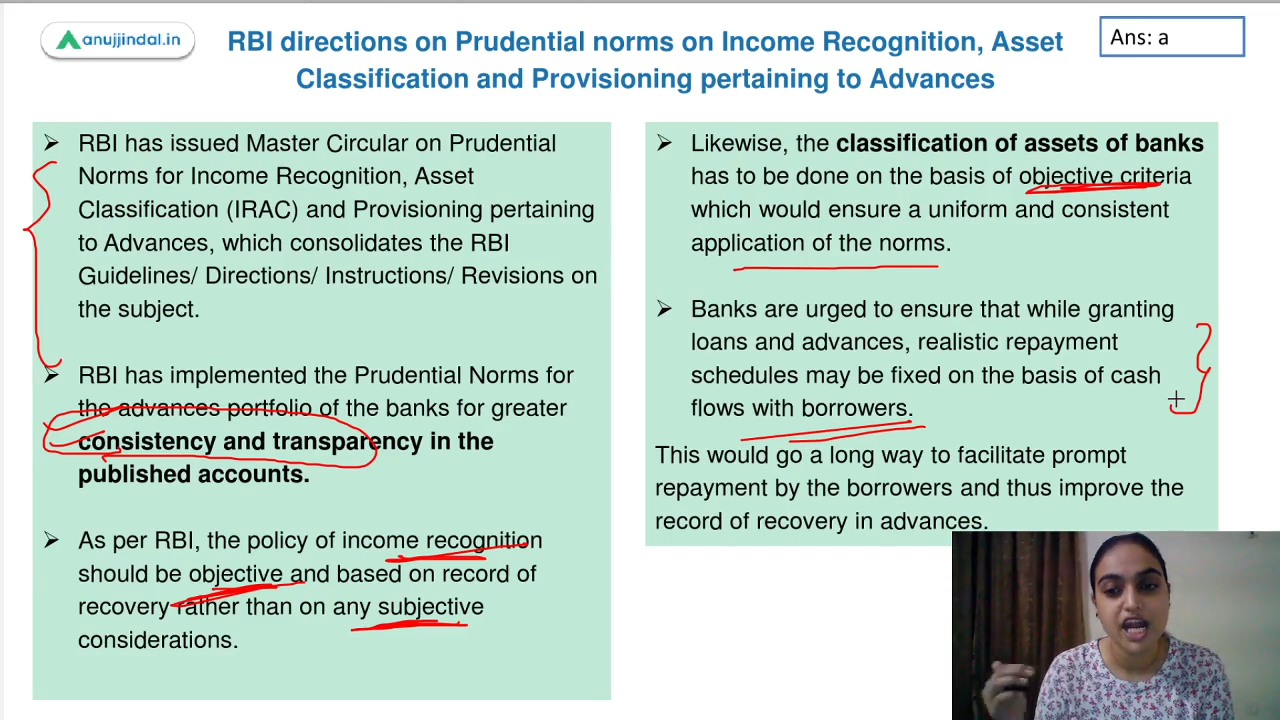 anujjindal.in
RBI directions on Prudential norms on Income Recognition, Asset
Classification and Provisioning pertaining to Advances
Ans: a
RBI has issued Master Circular on Prudential
Norms for Income Recognition, Asset
Classification (IRAC) and Provisioning pertaining
to Advances, which consolidates the RBI
Guidelines/ Directions/ Instructions/ Revisions on
the subject.
RBI has implemented the Prudential Norms for
the advances portfolio of the banks for greater
consistency and transparency in the
published accounts.
As per RBI, the policy of income recognition
should be objective and based on record of
recovery rather than on any subjective
considerations.
Likewise, the classification of assets of banks
has to be done on the basis of objective criteria
which would ensure a uniform and consistent
application of the norms.
Banks are urged to ensure that while granting
loans and advances, realistic repayment
schedules may be fixed on the basis of cash
flows with borrowers.
This would go a long way to facilitate prompt
repayment by the borrowers and thus improve the
record of recovery in advances.